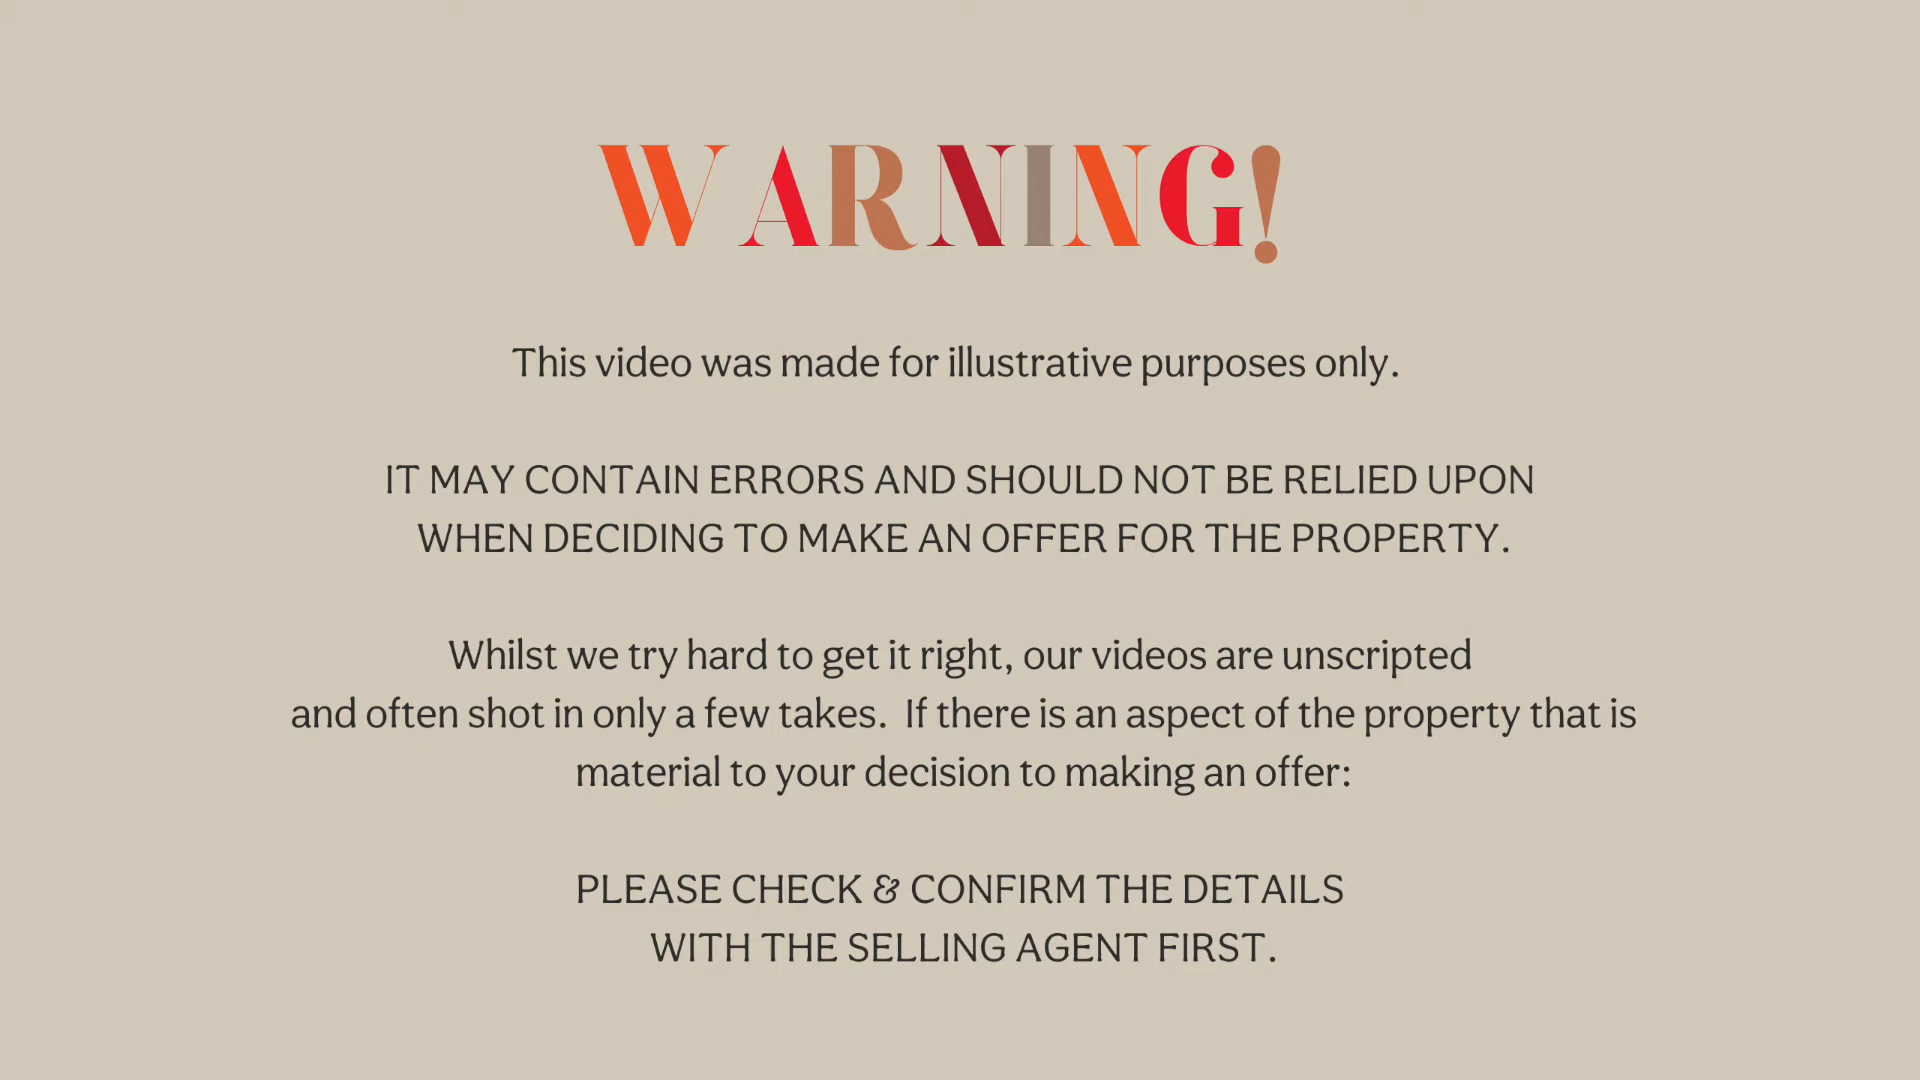 WARNING!
This video was made for illustrative purposes only.
IT MAY CONTAIN ERRORS AND SHOULD NOT BE RELIED UPON
WHEN DECIDING TO MAKE AN OFFER FOR THE PROPERTY.
Whilst we try hard to get it right, our videos are unscripted
and often shot in only a few takes.  If there is an aspect of the property that is
material to your decision to making an offer:
PLEASE CHECK & CONFIRM THE DETAILS
WITH THE SELLING AGENT FIRST.